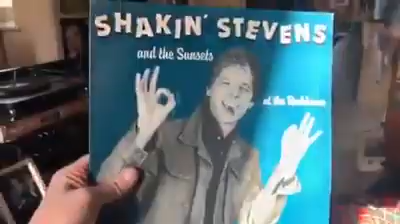 SHAKIN' STEVENS
and the Sunsets
at the Rockhouse